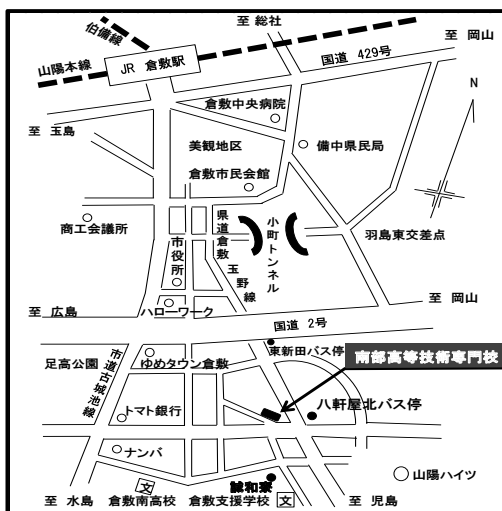 至 総社
伯備線
至 岡山
山陽本線
JR 倉敷駅
国道 429号
N
倉敷中央病院
至 玉島
美観地区
備中県民局
倉敷市民会館
商工会議所
市役所
県道倉敷
玉野線
小町トンネル
羽島東交差点
至 岡山
至 広島
ハローワーク
国道 2号
足高公園
市道古城池線
ゆめタウン倉敷
東新田バス停
南部高等技術専門校
トマト銀行
八軒屋北バス停
ナンバ
山陽ハイツ
誠和寮
文
文
至 水島
倉敷南高校
倉敷支援学校
至 児島